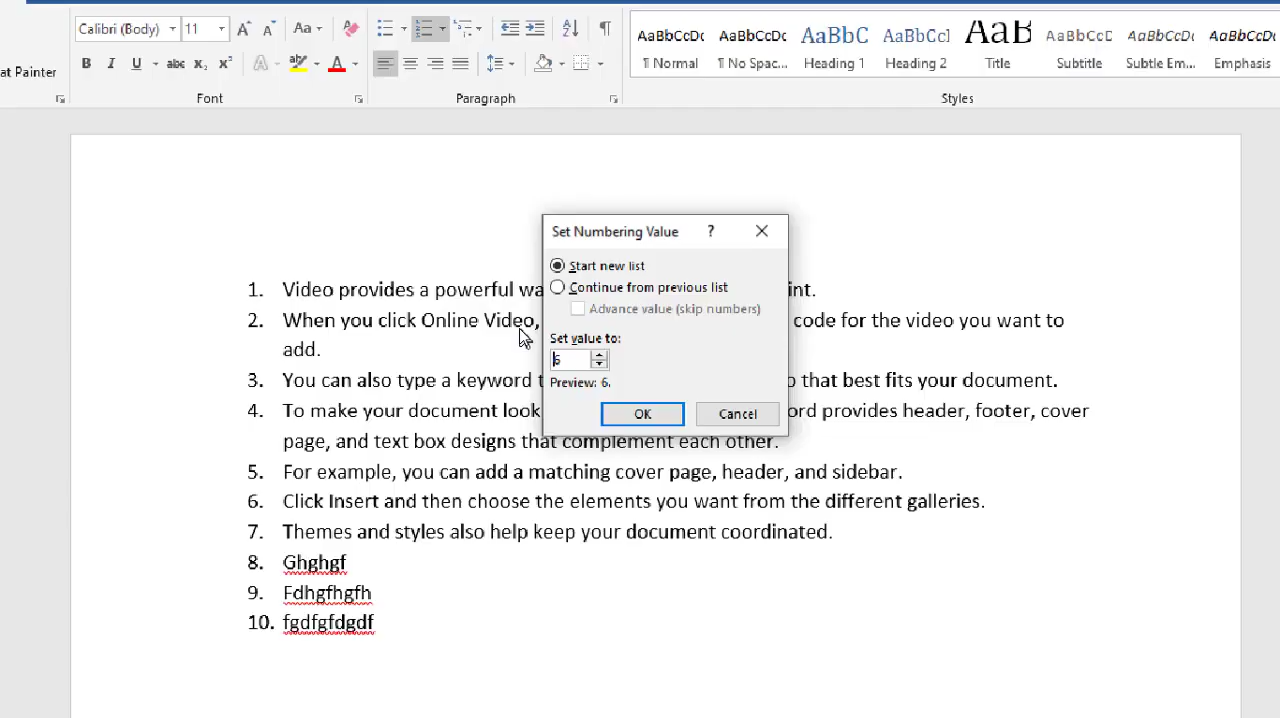 Calibri (Body) 11 Aa
at Painter
B I U abc X₂ X² A A
Font
Paragraph
Styles
AaBbCcDc AaBbCcDc AaBbC AaBbCcI AaB AaBbCcD AaBbCcDc AaBbCcDc
¶ Normal ¶ No Spac... Heading 1 Heading 2 Title Subtitle Subtle Em... Emphasis
Set Numbering Value ?
Start new list
Continue from previous list
Advance value (skip numbers)
Set value to:
6
Preview: 6.
OK Cancel
1. Video provides a powerful int.
2. When you click Online Video, code for the video you want to
add.
3. You can also type a keyword that best fits your document.
4. To make your document look provides header, footer, cover
page, and text box designs that complement each other.
5. For example, you can add a matching cover page, header, and sidebar.
6. Click Insert and then choose the elements you want from the different galleries.
7. Themes and styles also help keep your document coordinated.
8. Ghghgf
9. Fdhgfhgfh
10. fgdfgfdgdf